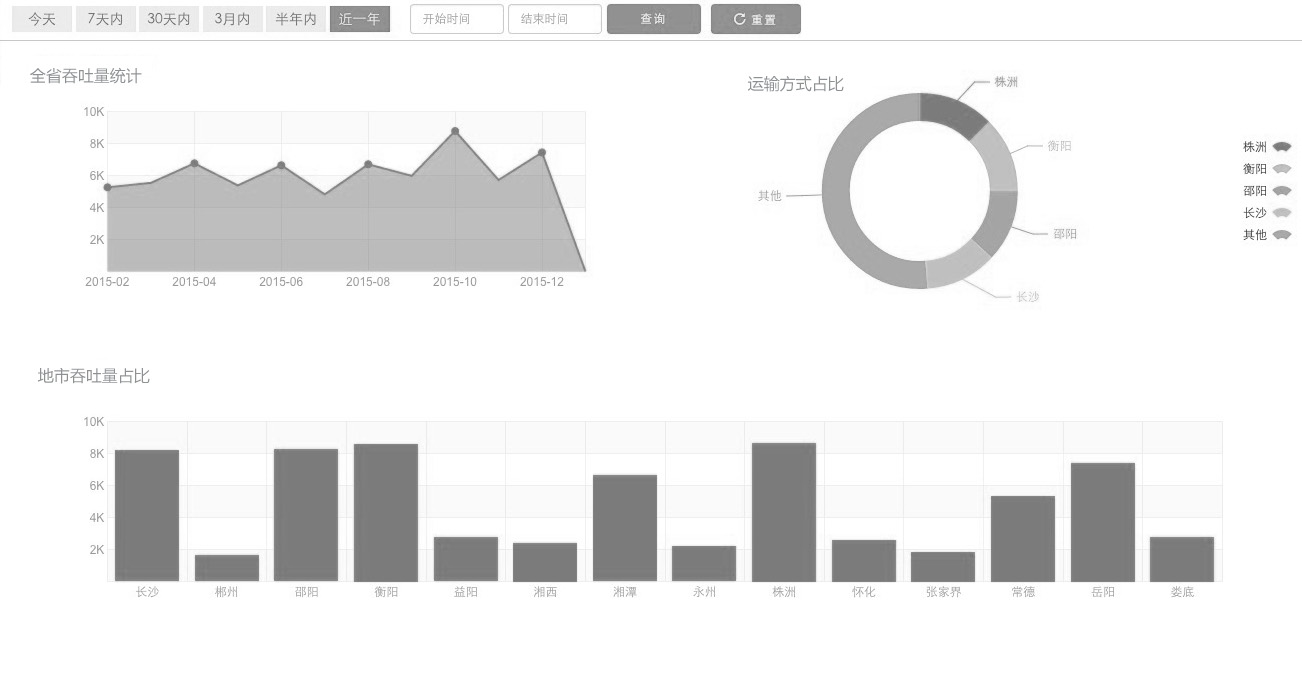 今天 7天内 30天内 3月内 半年内 近一年 开始时间 结束时间 查询 重置
全省吞吐量统计
10K
8K
6K
4K
2K
2015-02 2015-04 2015-06 2015-08 2015-10 2015-12
运输方式占比
株洲
衡阳
其他
邵阳
长沙
株洲
衡阳
邵阳
长沙
其他
地市吞吐量占比
10K
8K
6K
4K
2K
长沙 郴州 邵阳 衡阳 益阳 湘西 湘潭 永州 株洲 怀化 张家界 常德 岳阳 娄底